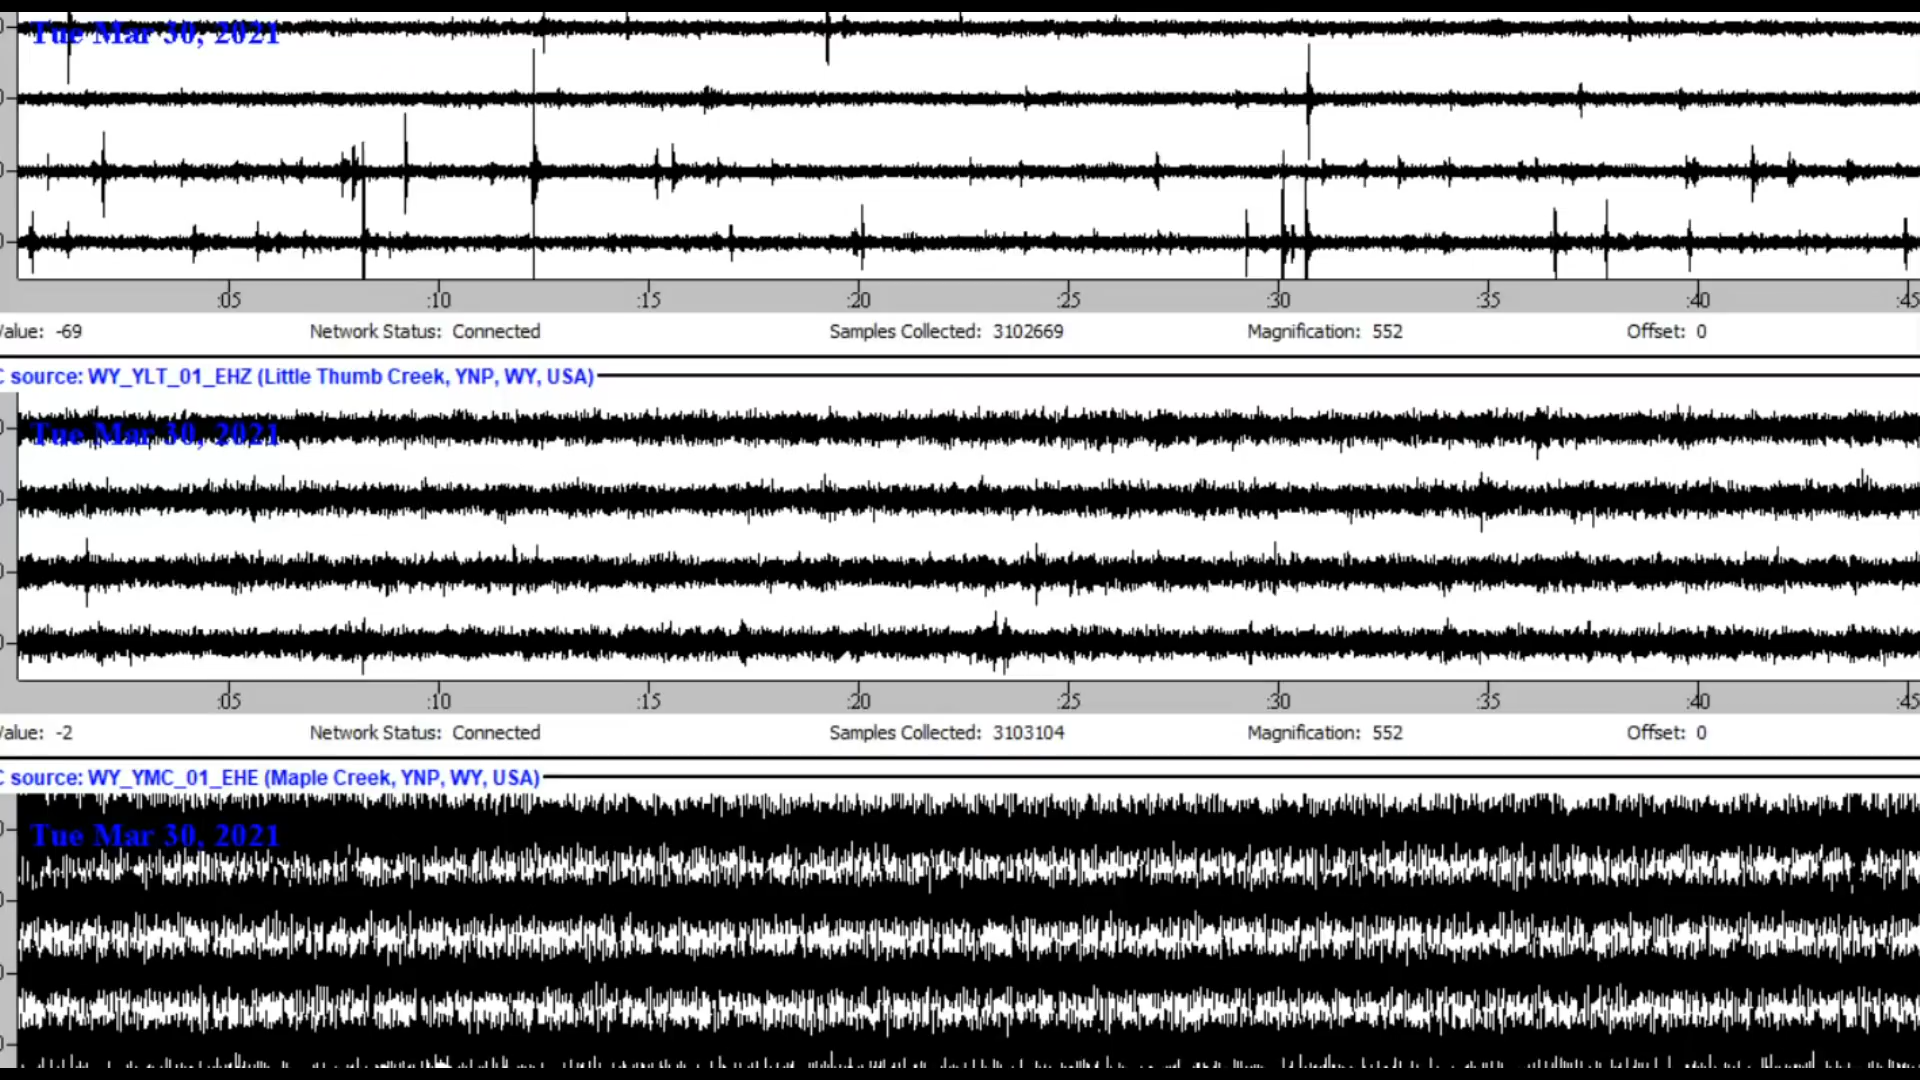 Tue Mar 30, 2021
:05 :10 :15 :20 :25 :30 :35 :40 :45
Value: -69 Network Status: Connected Samples Collected: 3102669 Magnification: 552 Offset: 0
C source: WY_YLT_01_EHZ (Little Thumb Creek, YNP, WY, USA)
Tue Mar 30, 2021
:05 :10 :15 :20 :25 :30 :35 :40 :45
Value: -2 Network Status: Connected Samples Collected: 3103104 Magnification: 552 Offset: 0
C source: WY_YMC_01_EHE (Maple Creek, YNP, WY, USA)
Tue Mar 30, 2021